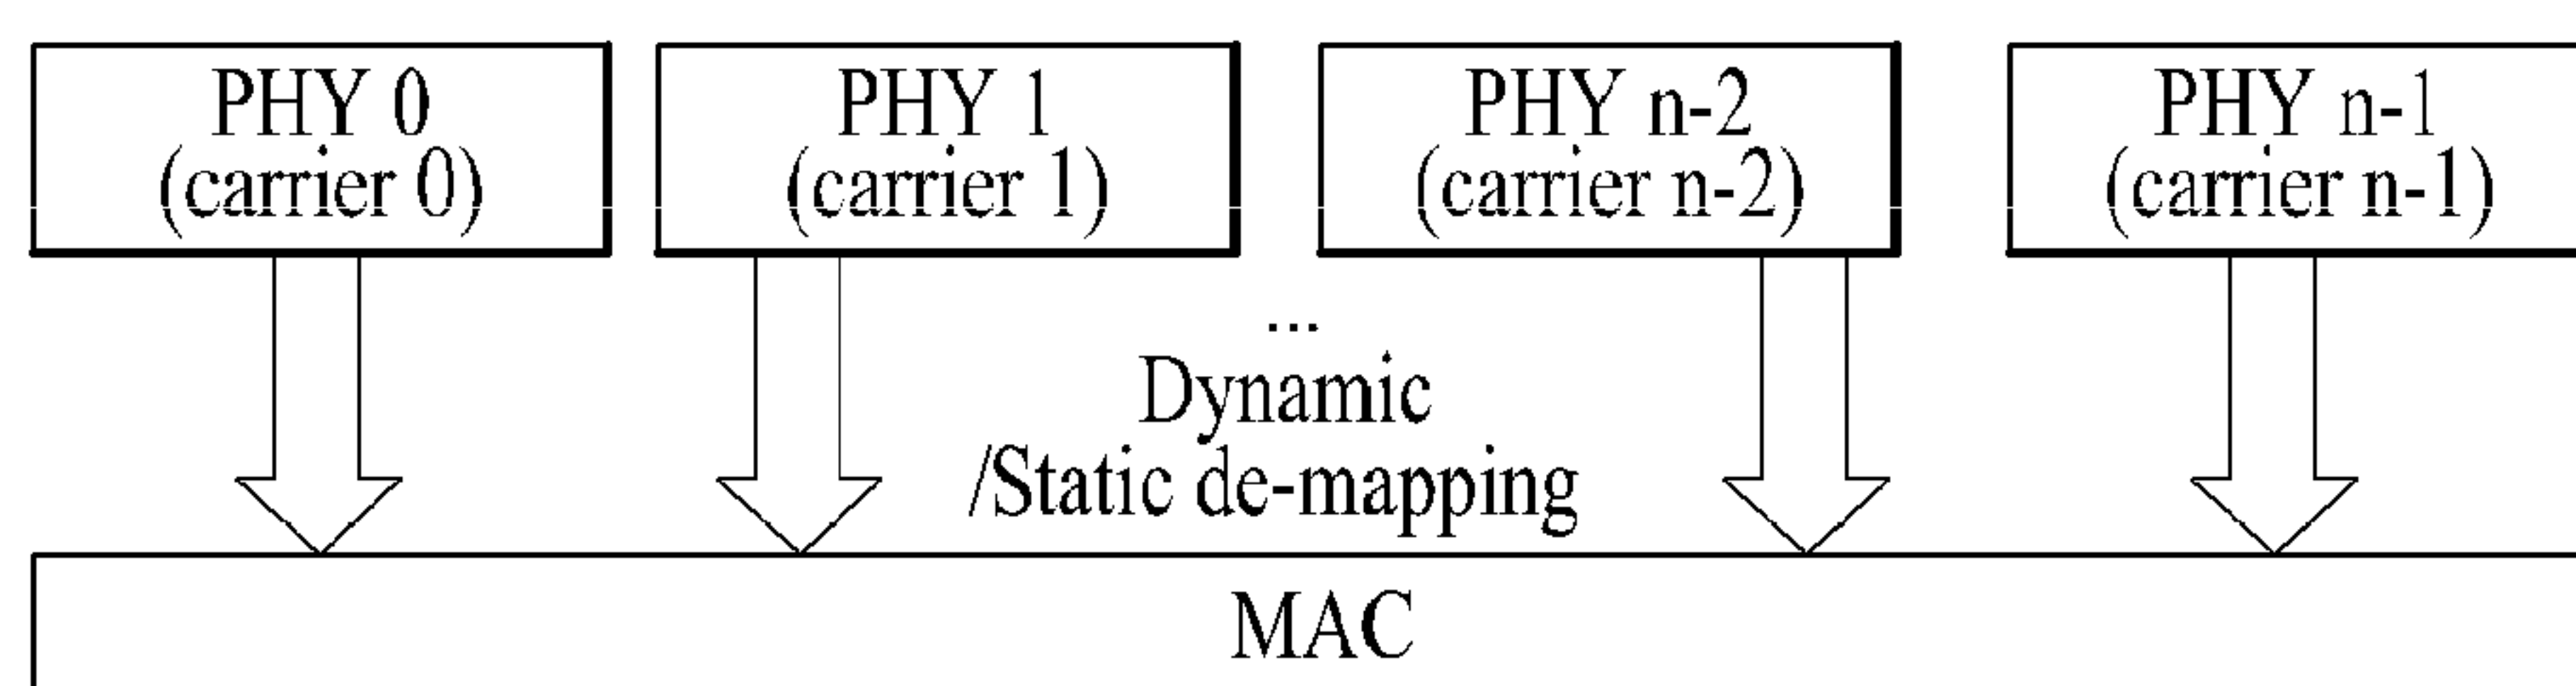 PHY 0
(carrier 0)
PHY 1
(carrier 1)
PHY n-2
(carrier n-2)
PHY n-1
(carrier n-1)
...
Dynamic
/Static de-mapping
MAC